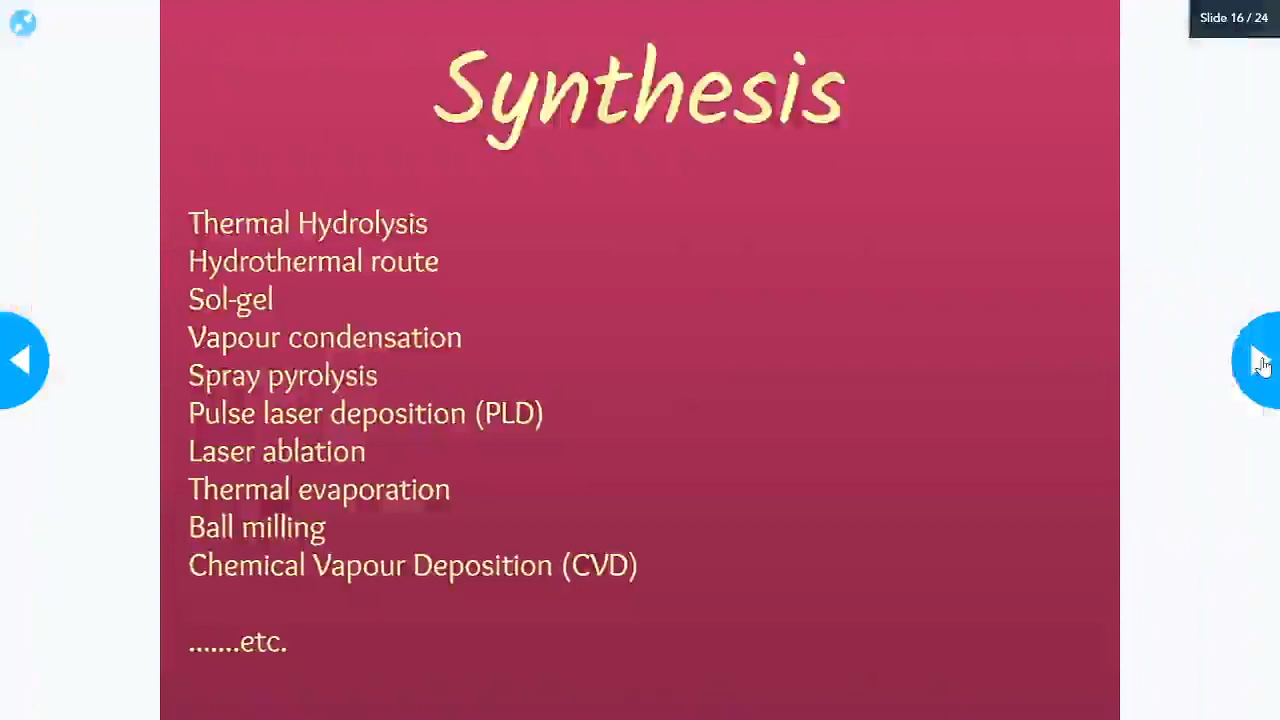 Slide 16 / 24
Synthesis
Thermal Hydrolysis
Hydrothermal route
Sol-gel
Vapour condensation
Spray pyrolysis
Pulse laser deposition (PLD)
Laser ablation
Thermal evaporation
Ball milling
Chemical Vapour Deposition (CVD)
.......etc.